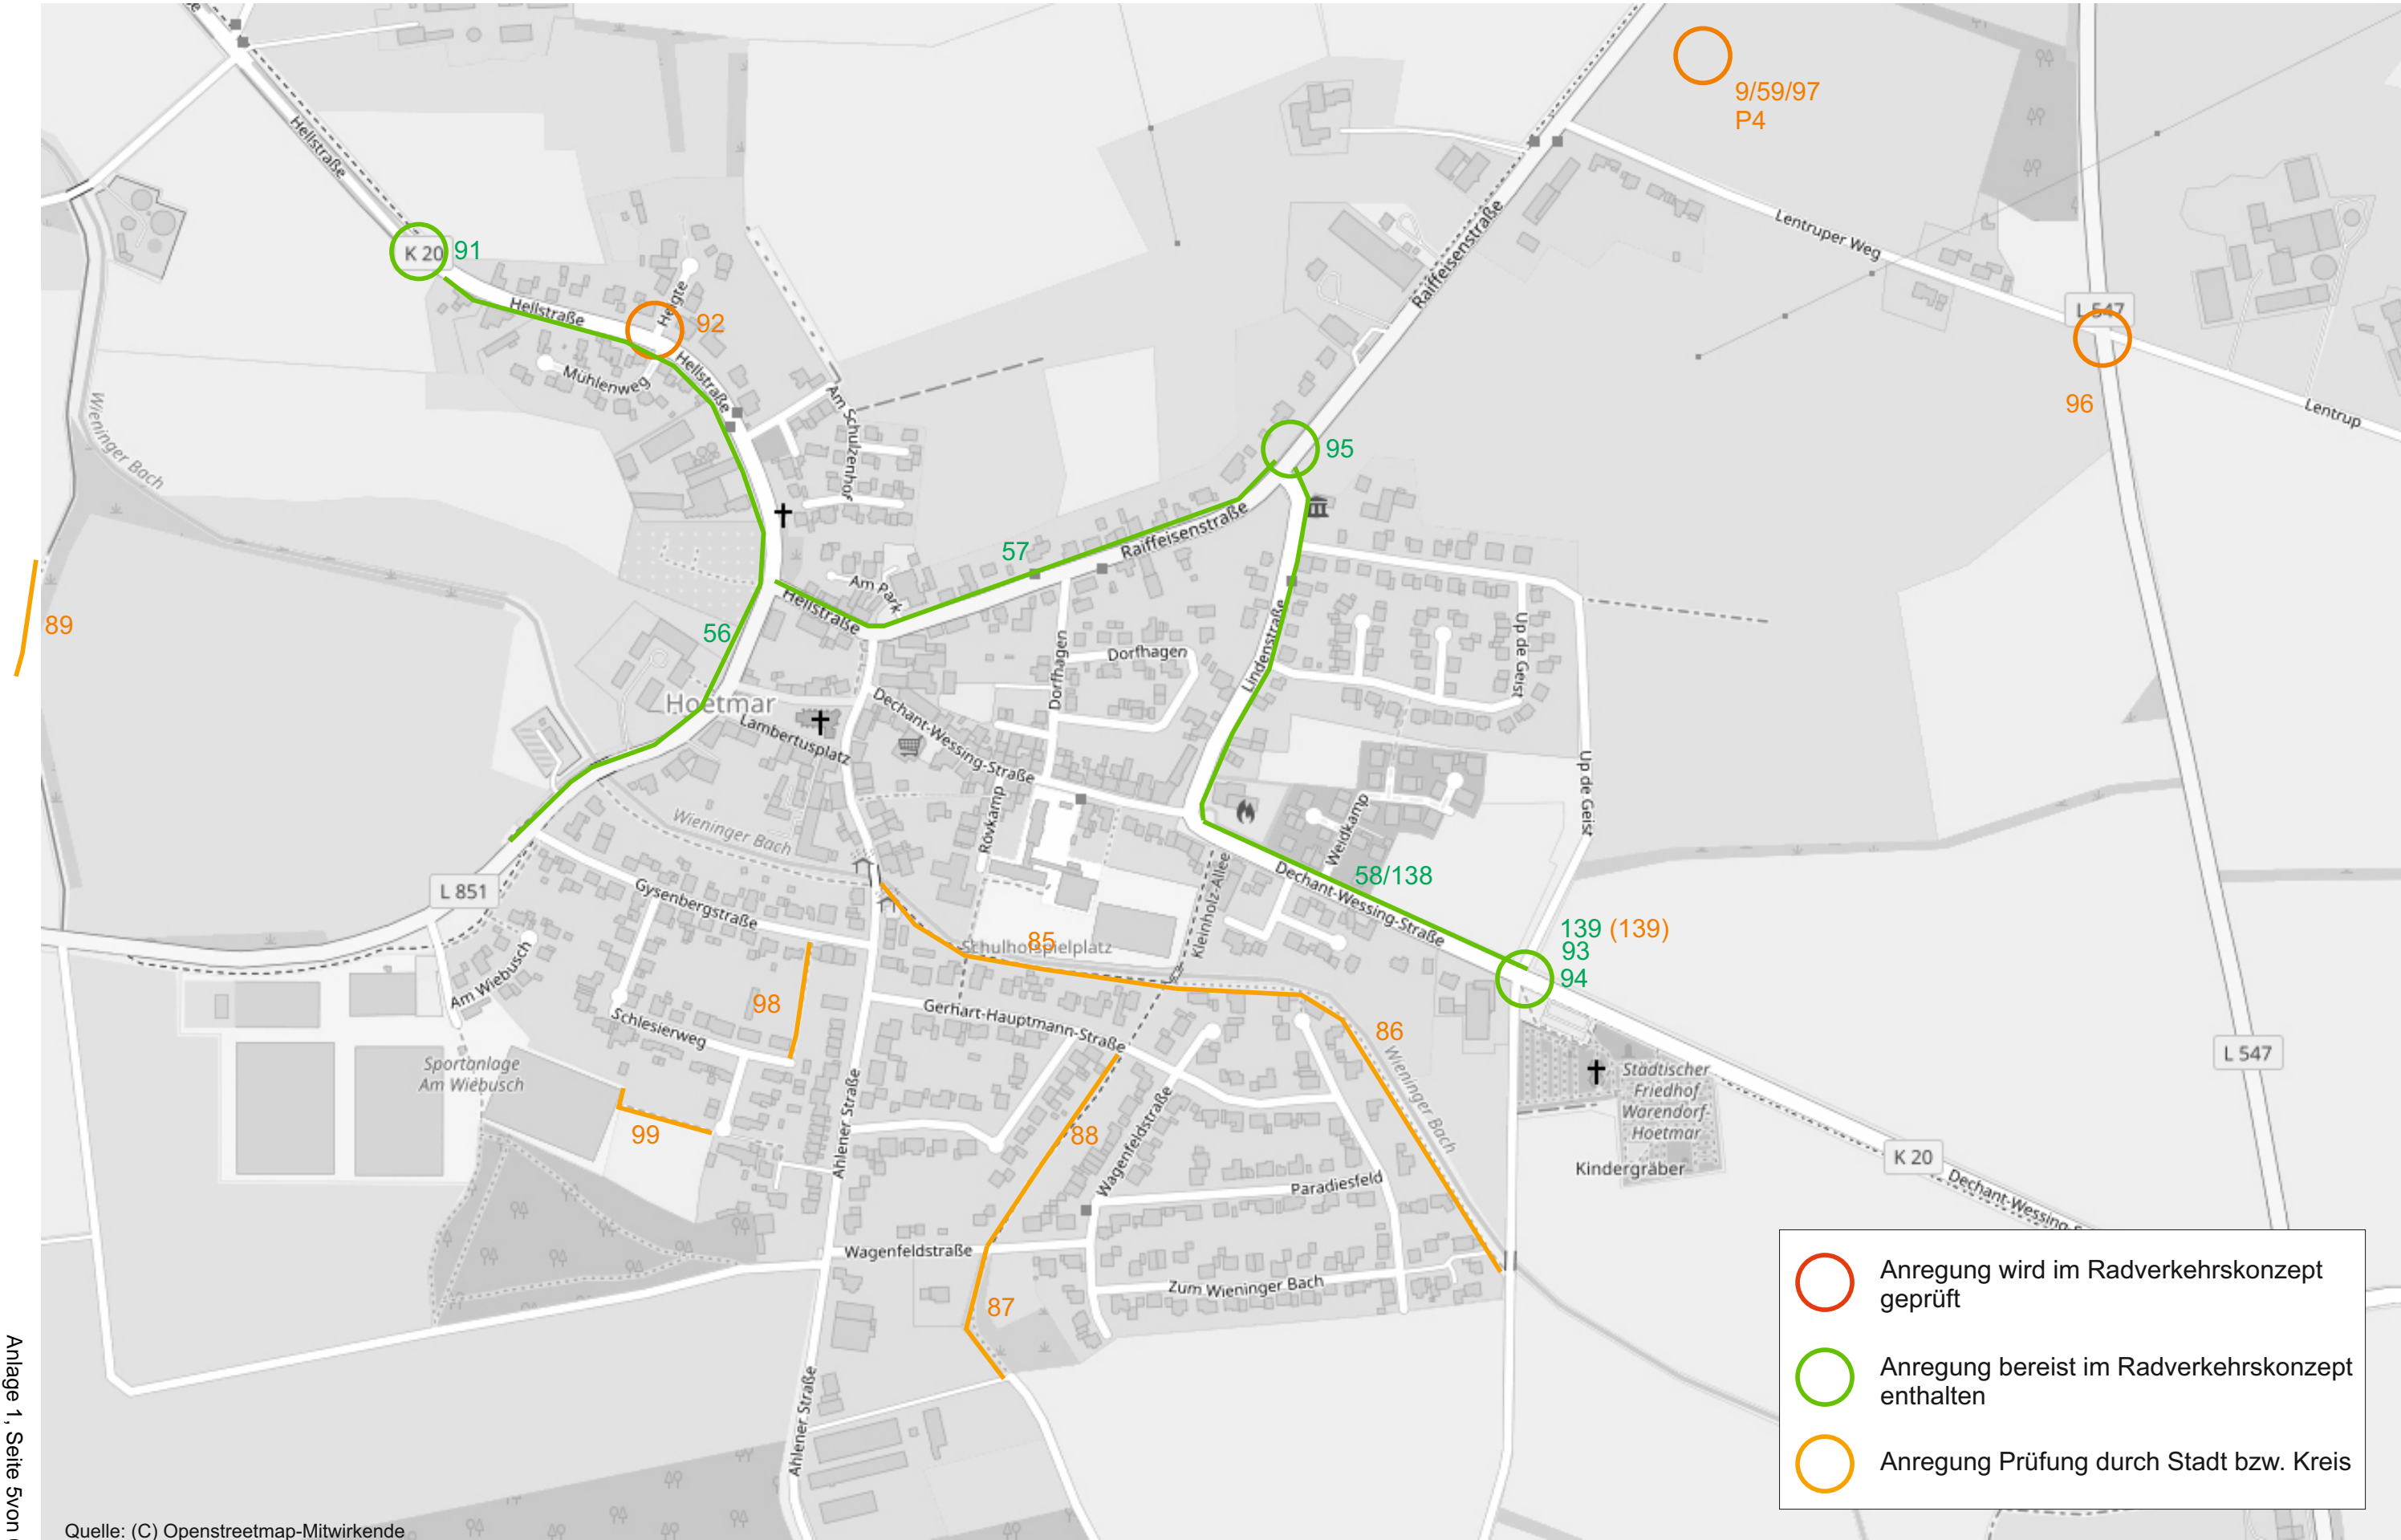 Hellstraße
K 20
91
Hellstraße
Heligte
92
Hellstraße
Mühlenweg
Am Schulzenhof
Wieninger Bach
9/59/97
P4
Lentruper Weg
Raiffeisenstraße
L 547
96
Lentrup
95
57
Raiffeisenstraße
Am Park
Hellstraße
89
56
Hoetmar
Lambertusplatz
Dechant-Wessing-Straße
Dorfhagen
Dorfhagen
Lindenstraße
Up de Geist
Up de Geist
Rövkamp
Weidkamp
Wieninger Bach
Kleinholz-Allee
58/138
Dechant-Wessing-Straße
139 (139)
93
94
L 851
Gysenbergstraße
Am Wiebusch
98
Schlesierweg
85
Schulhofspielplatz
Gerhart-Hauptmann-Straße
86
Wieninger Bach
Sportanlage
Am Wiebusch
99
Ahlener Straße
88
Wagenfeldstraße
Paradiesfeld
Städtischer
Friedhof
Warendorf-
Hoetmar
Kindergräber
L 547
K 20
Wagenfeldstraße
Zum Wieninger Bach
87
Ahlener Straße
Anregung wird im Radverkehrskonzept
geprüft
Anregung bereist im Radverkehrskonzept
enthalten
Anregung Prüfung durch Stadt bzw. Kreis
Anlage 1, Seite 5von
Quelle: (C) Openstreetmap-Mitwirkende